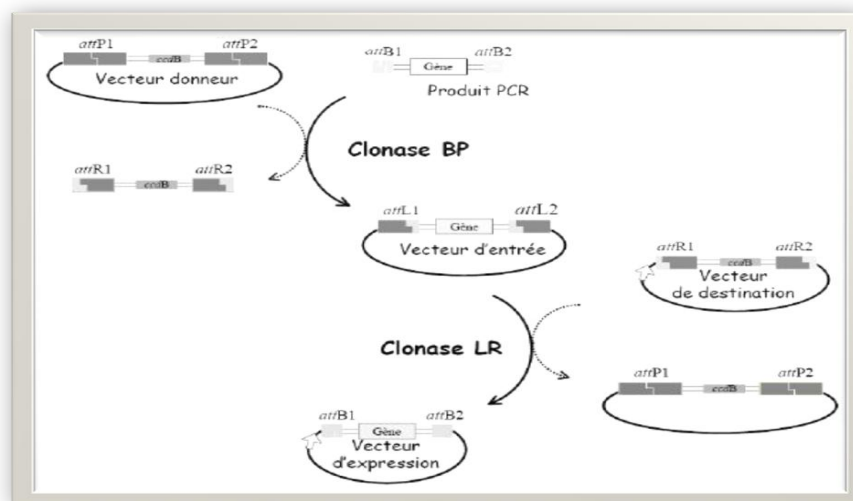 attP1 attP2
ccdB
Vecteur donneur
attB1 attB2
Gène
Produit PCR
Clonase BP
attR1 attR2
ccdB
attL1 attL2
Gène
Vecteur d'entrée
attR1 attR2
ccdB
Vecteur
de destination
Clonase LR
attP1 attP2
ccdB
attB1 attB2
Gène
Vecteur
d'expression